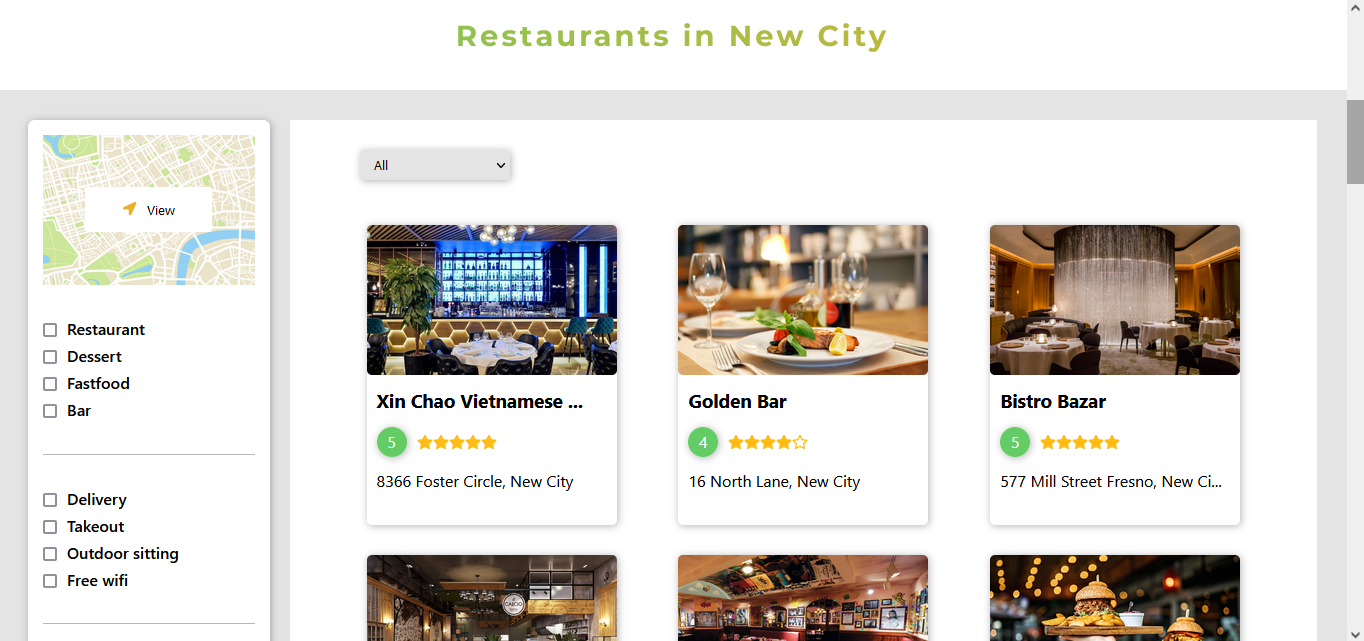 Restaurants in New City
View
Restaurant
Dessert
Fastfood
Bar
Delivery
Takeout
Outdoor sitting
Free wifi
All
Xin Chao Vietnamese ...
5
8366 Foster Circle, New City
Golden Bar
4
16 North Lane, New City
Bistro Bazar
5
577 Mill Street Fresno, New Ci...
CALCIO